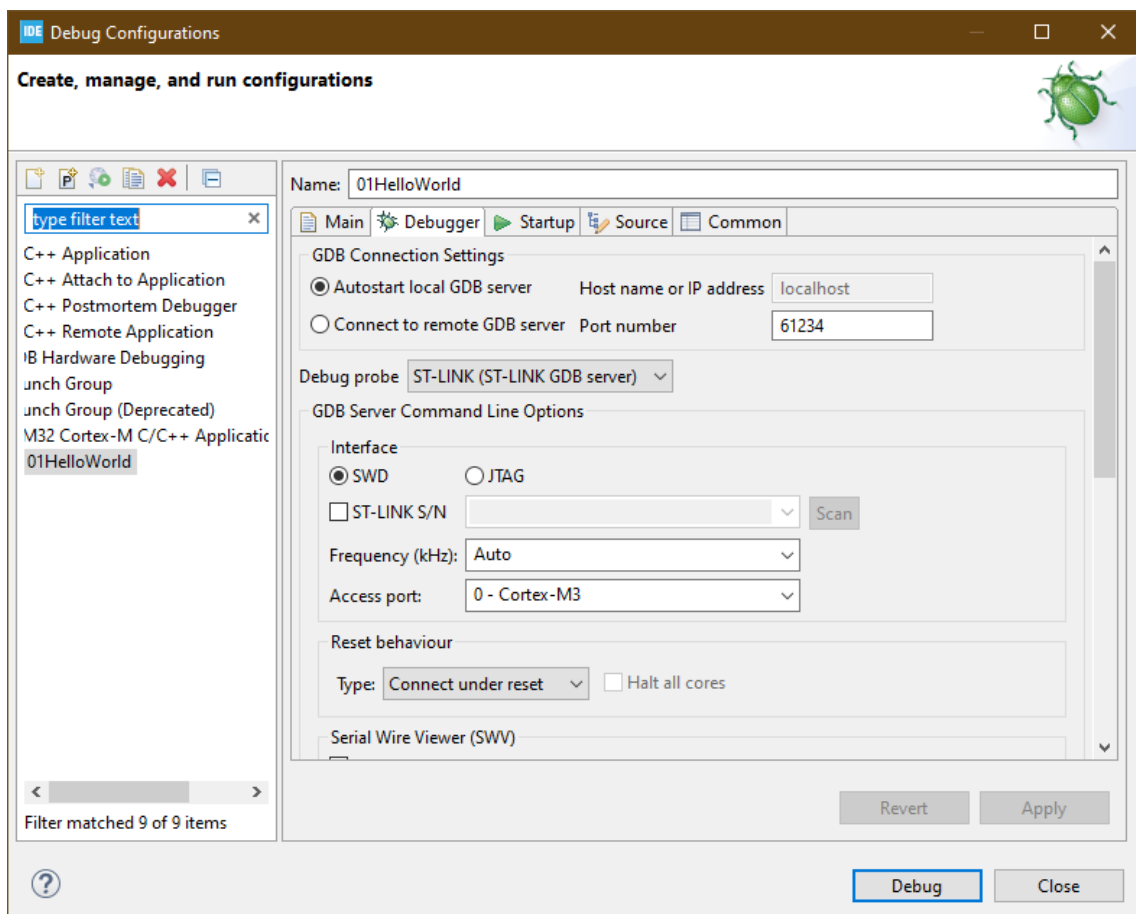 IDE Debug Configurations
Create, manage, and run configurations
type filter text
C++ Application
C++ Attach to Application
C++ Postmortem Debugger
C++ Remote Application
B Hardware Debugging
unch Group
unch Group (Deprecated)
M32 Cortex-M C/C++ Applicatic
01HelloWorld
Filter matched 9 of 9 items
Name: 01HelloWorld
Main Debugger Startup Source Common
GDB Connection Settings
Autostart local GDB server Host name or IP address localhost
Connect to remote GDB server Port number 61234
Debug probe ST-LINK (ST-LINK GDB server)
GDB Server Command Line Options
Interface
SWD JTAG
ST-LINK S/N Scan
Frequency (kHz): Auto
Access port: 0 - Cortex-M3
Reset behaviour
Type: Connect under reset Halt all cores
Serial Wire Viewer (SWV)
Revert Apply
? Debug Close